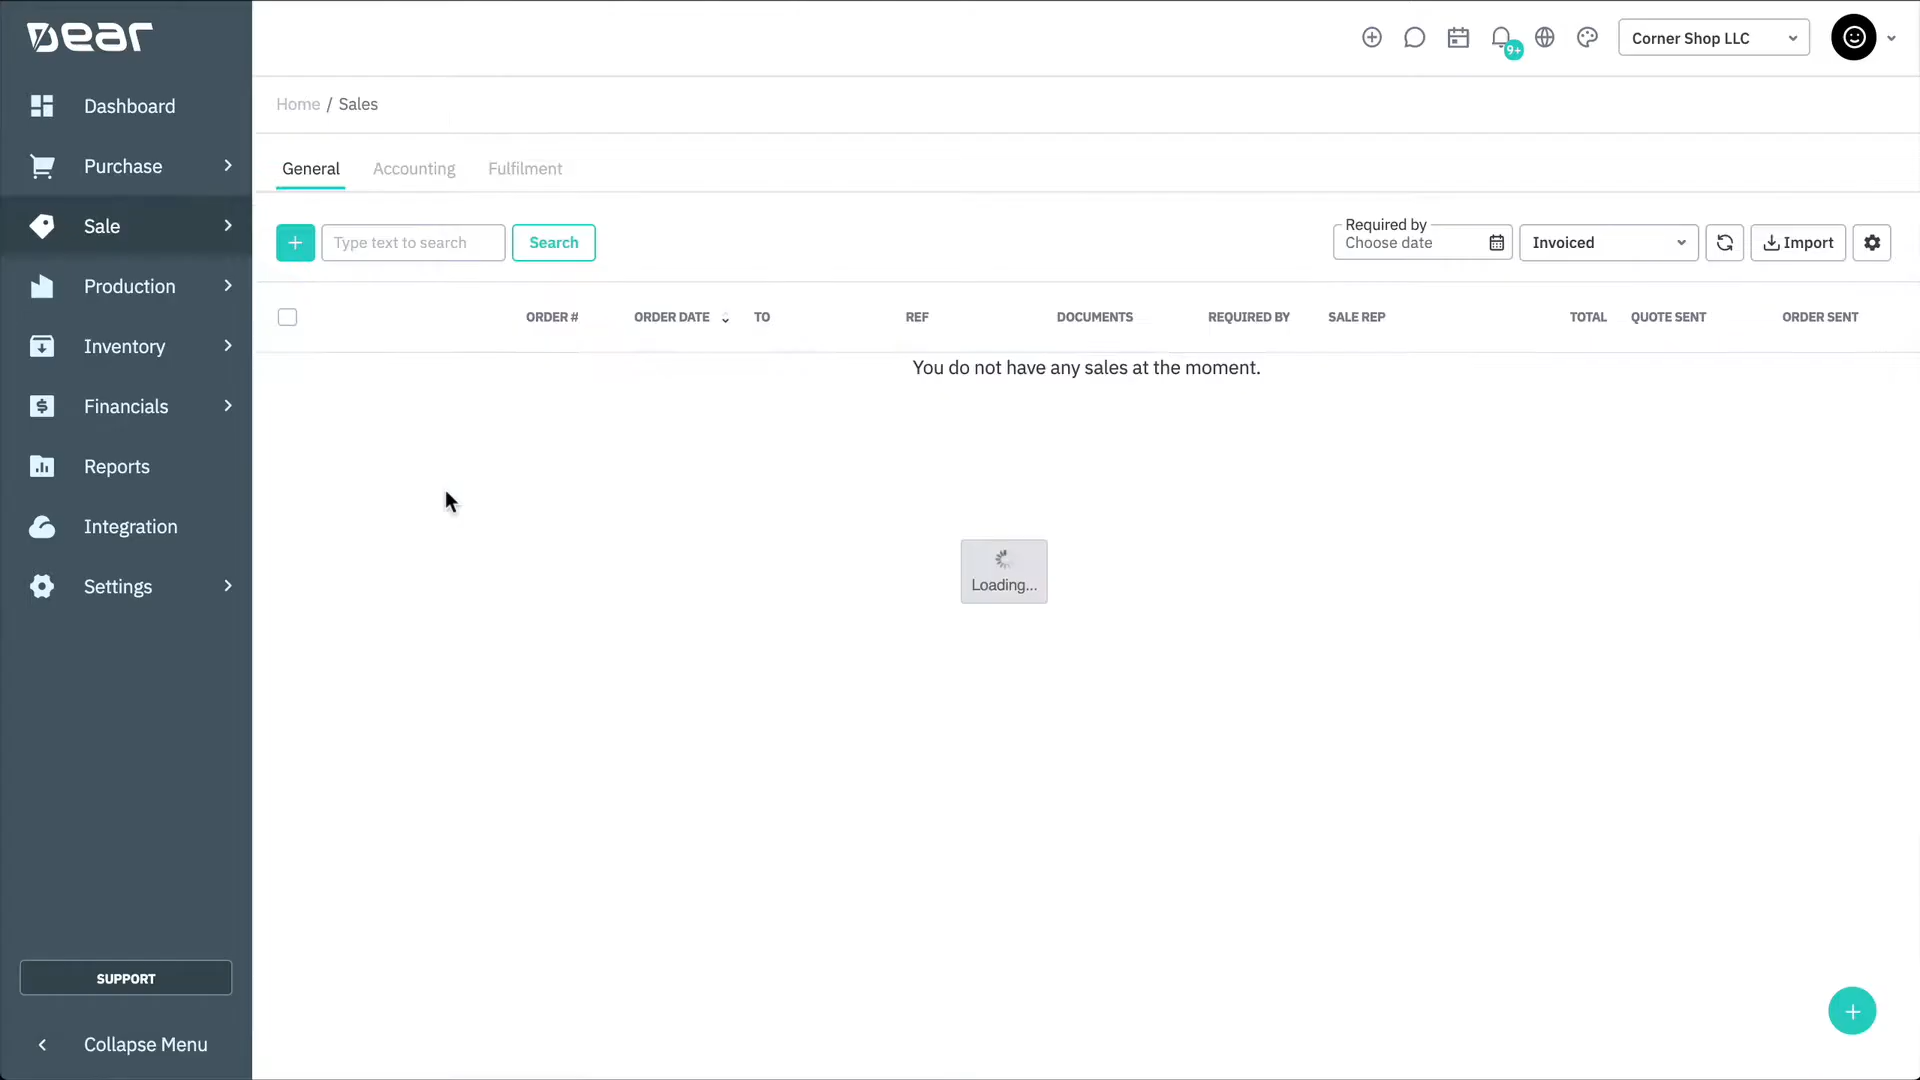 Dear
9+
Corner Shop LLC
Dashboard
Purchase
Sale
Production
Inventory
Financials
Reports
Integration
Settings
SUPPORT
Collapse Menu
Home / Sales
General Accounting Fulfilment
+ Type text to search Search
Required by
Choose date
Invoiced
Import
ORDER # ORDER DATE TO REF DOCUMENTS REQUIRED BY SALE REP TOTAL QUOTE SENT ORDER SENT
You do not have any sales at the moment.
Loading...
+